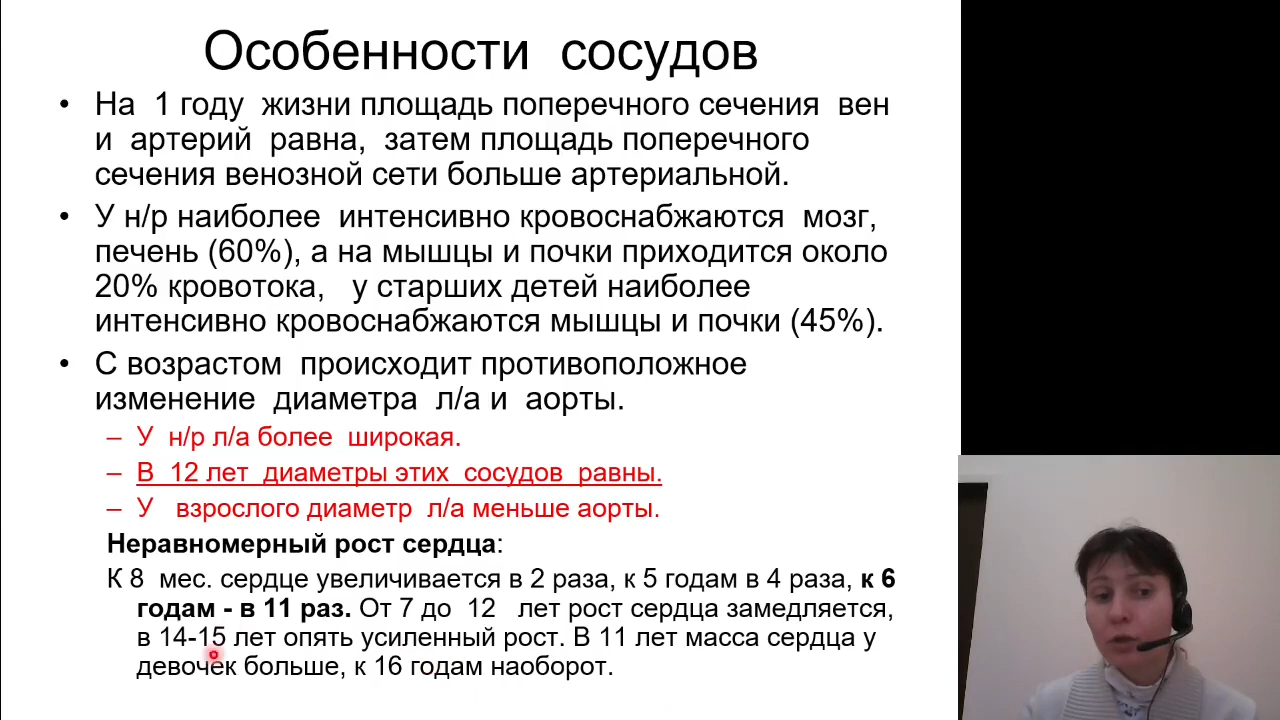 Особенности сосудов
• На 1 году жизни площадь поперечного сечения вен
и артерий равна, затем площадь поперечного
сечения венозной сети больше артериальной.
• У н/р наиболее интенсивно кровоснабжаются мозг,
печень (60%), а на мышцы и почки приходится около
20% кровотока, у старших детей наиболее
интенсивно кровоснабжаются мышцы и почки (45%).
• С возрастом происходит противоположное
изменение диаметра л/а и аорты.
– У н/р л/а более широкая.
– В 12 лет диаметры этих сосудов равны.
– У взрослого диаметр л/а меньше аорты.
Неравномерный рост сердца:
К 8 мес. сердце увеличивается в 2 раза, к 5 годам в 4 раза, к 6
годам - в 11 раз. От 7 до 12 лет рост сердца замедляется,
в 14-15 лет опять усиленный рост. В 11 лет масса сердца у
девочек больше, к 16 годам наоборот.